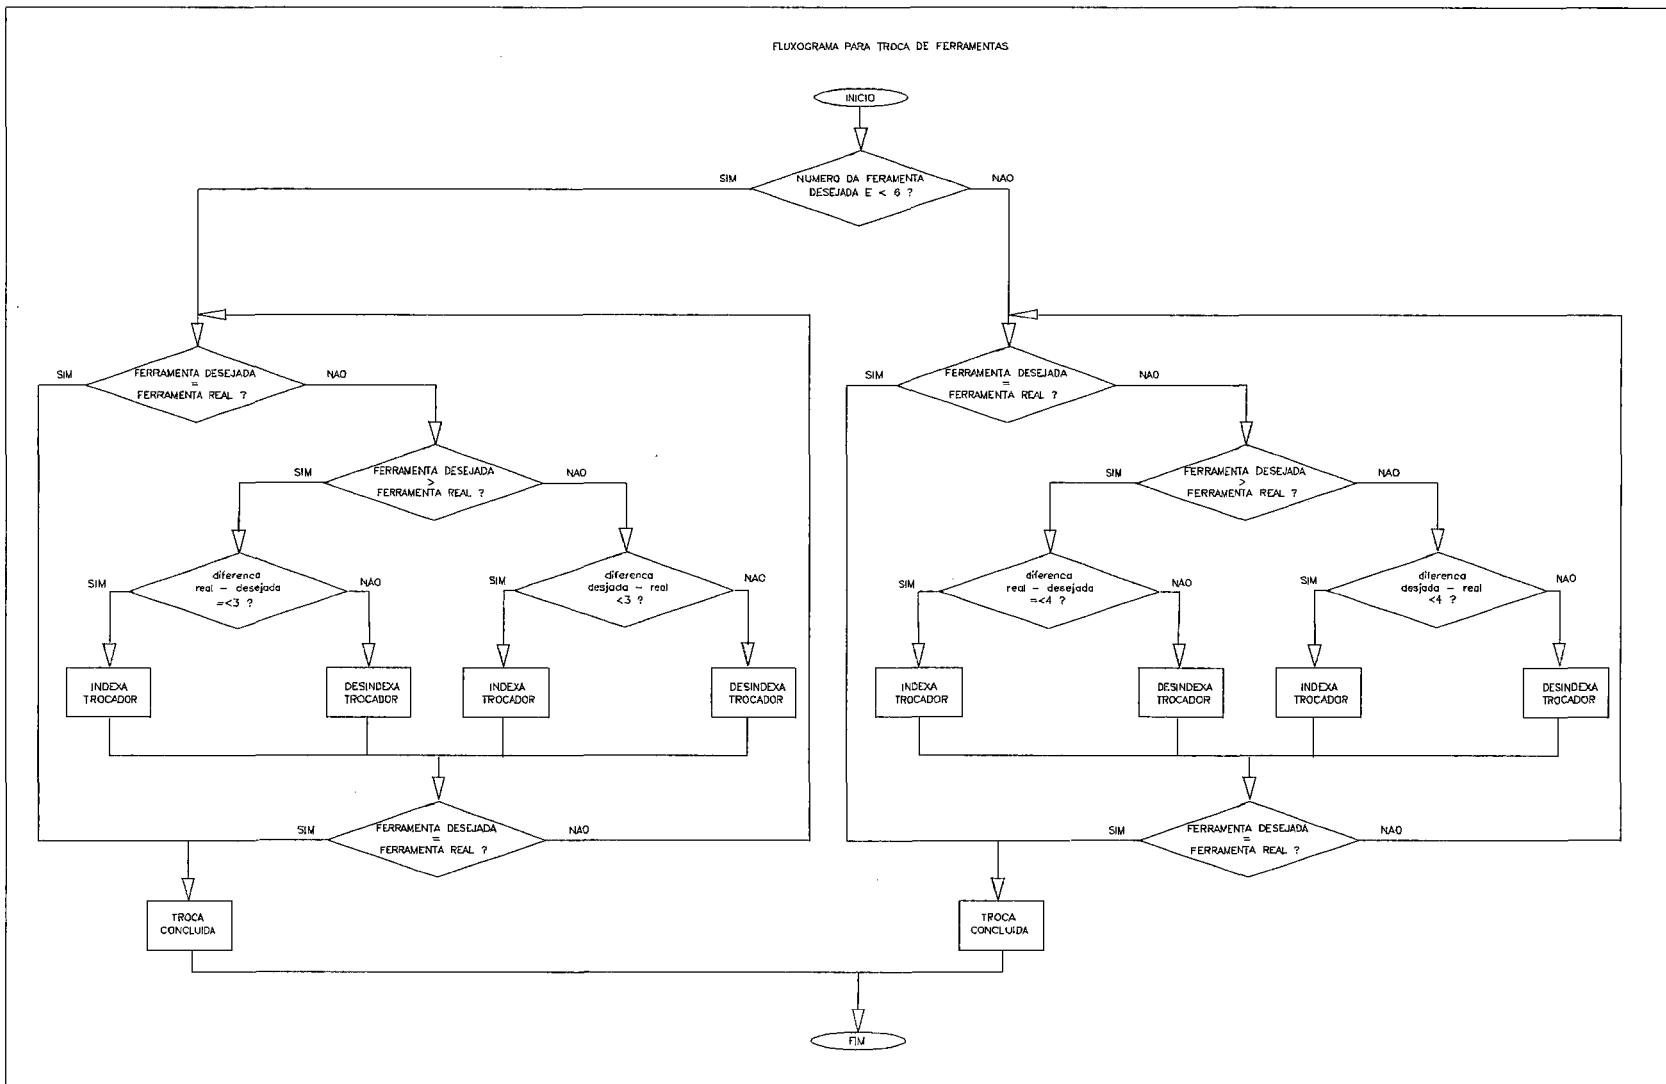 FLUXOGRAMA PARA TROCA DE FERRAMENTAS
INICIO
NUMERO DA FERAMENTA
DESEJADA E < 6 ?
SIM
NAO
FERRAMENTA DESEJADA
=
FERRAMENTA REAL ?
SIM
NAO
FERRAMENTA DESEJADA
>
FERRAMENTA REAL ?
SIM
NAO
diferenca
real - desejada
=<3 ?
SIM
NAO
diferenca
desjada - real
<3 ?
SIM
NAO
INDEXA
TROCADOR
DESINDEXA
TROCADOR
INDEXA
TROCADOR
DESINDEXA
TROCADOR
FERRAMENTA DESEJADA
=
FERRAMENTA REAL ?
SIM
NAO
TROCA
CONCLUIDA
FERRAMENTA DESEJADA
=
FERRAMENTA REAL ?
SIM
NAO
FERRAMENTA DESEJADA
>
FERRAMENTA REAL ?
SIM
NAO
diferenca
real - desejada
=<4 ?
SIM
NAO
diferenca
desjada - real
<4 ?
SIM
NAO
INDEXA
TROCADOR
DESINDEXA
TROCADOR
INDEXA
TROCADOR
DESINDEXA
TROCADOR
FERRAMENTA DESEJADA
=
FERRAMENTA REAL ?
SIM
NAO
TROCA
CONCLUIDA
FIM